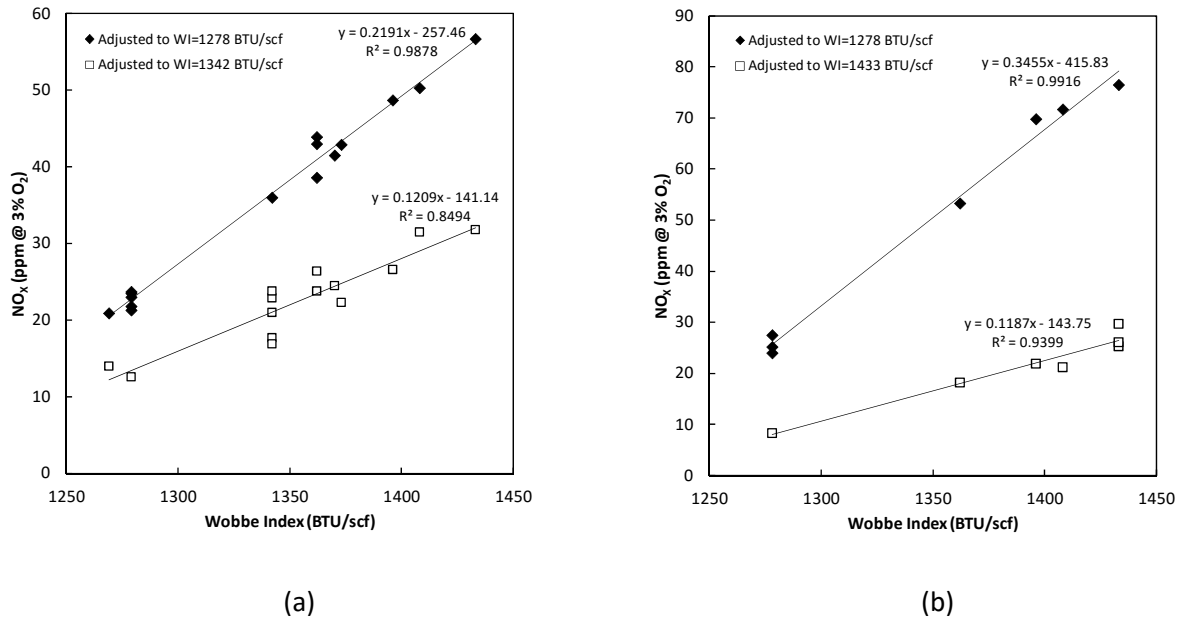 60
50
40
30
20
10
0
NOX (ppm @ 3% O2)
◆ Adjusted to WI=1278 BTU/scf
□ Adjusted to WI=1342 BTU/scf
y = 0.2191x - 257.46
R² = 0.9878
y = 0.1209x - 141.14
R² = 0.8494
1250 1300 1350 1400 1450
Wobbe Index (BTU/scf)
(a)
90
80
70
60
50
40
30
20
10
0
NOX (ppm @ 3% O2)
◆ Adjusted to WI=1278 BTU/scf
□ Adjusted to WI=1433 BTU/scf
y = 0.3455x - 415.83
R² = 0.9916
y = 0.1187x - 143.75
R² = 0.9399
1250 1300 1350 1400 1450
Wobbe Index (BTU/scf)
(b)